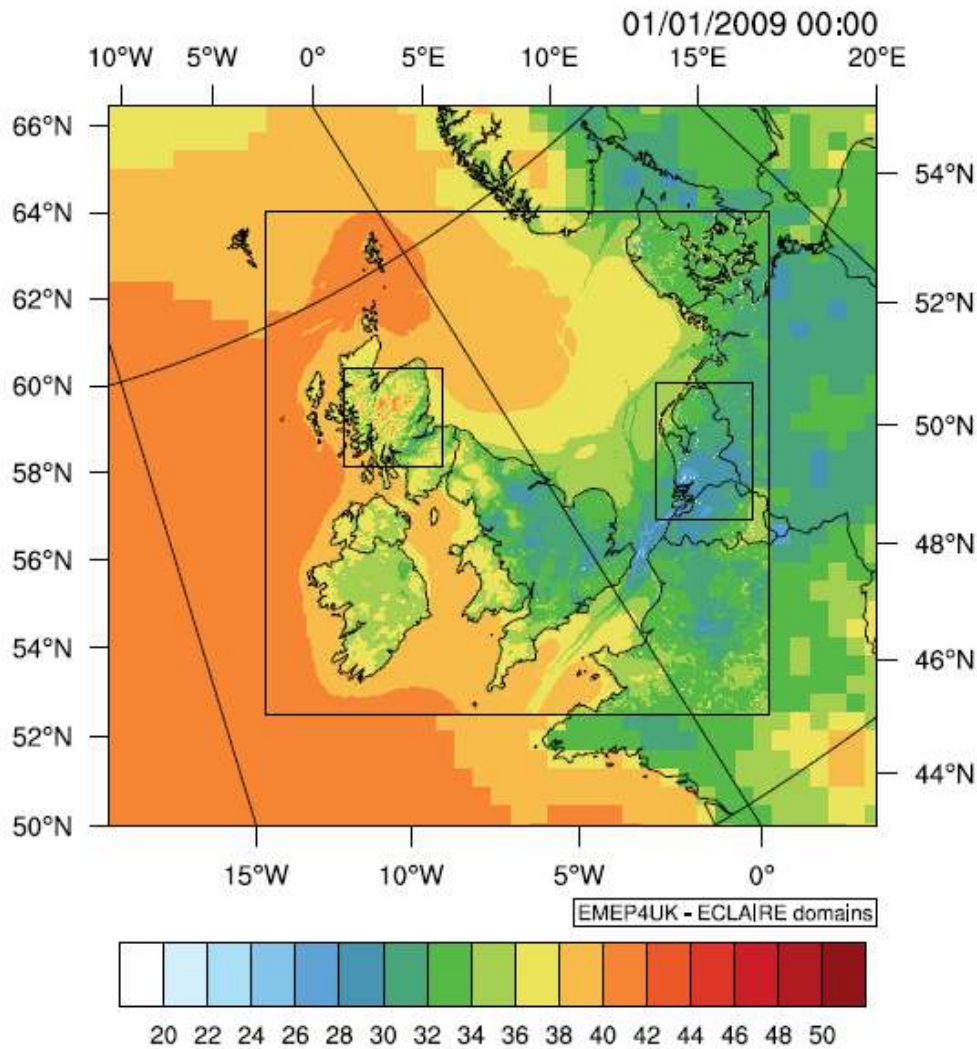 01/01/2009 00:00
10°W 5°W 0° 5°E 10°E 15°E 20°E
66°N
64°N
62°N
60°N
58°N
56°N
54°N
52°N
50°N
54°N
52°N
50°N
48°N
46°N
44°N
15°W 10°W 5°W 0°
EMEP4UK - ECLAIRE domains
20 22 24 26 28 30 32 34 36 38 40 42 44 46 48 50